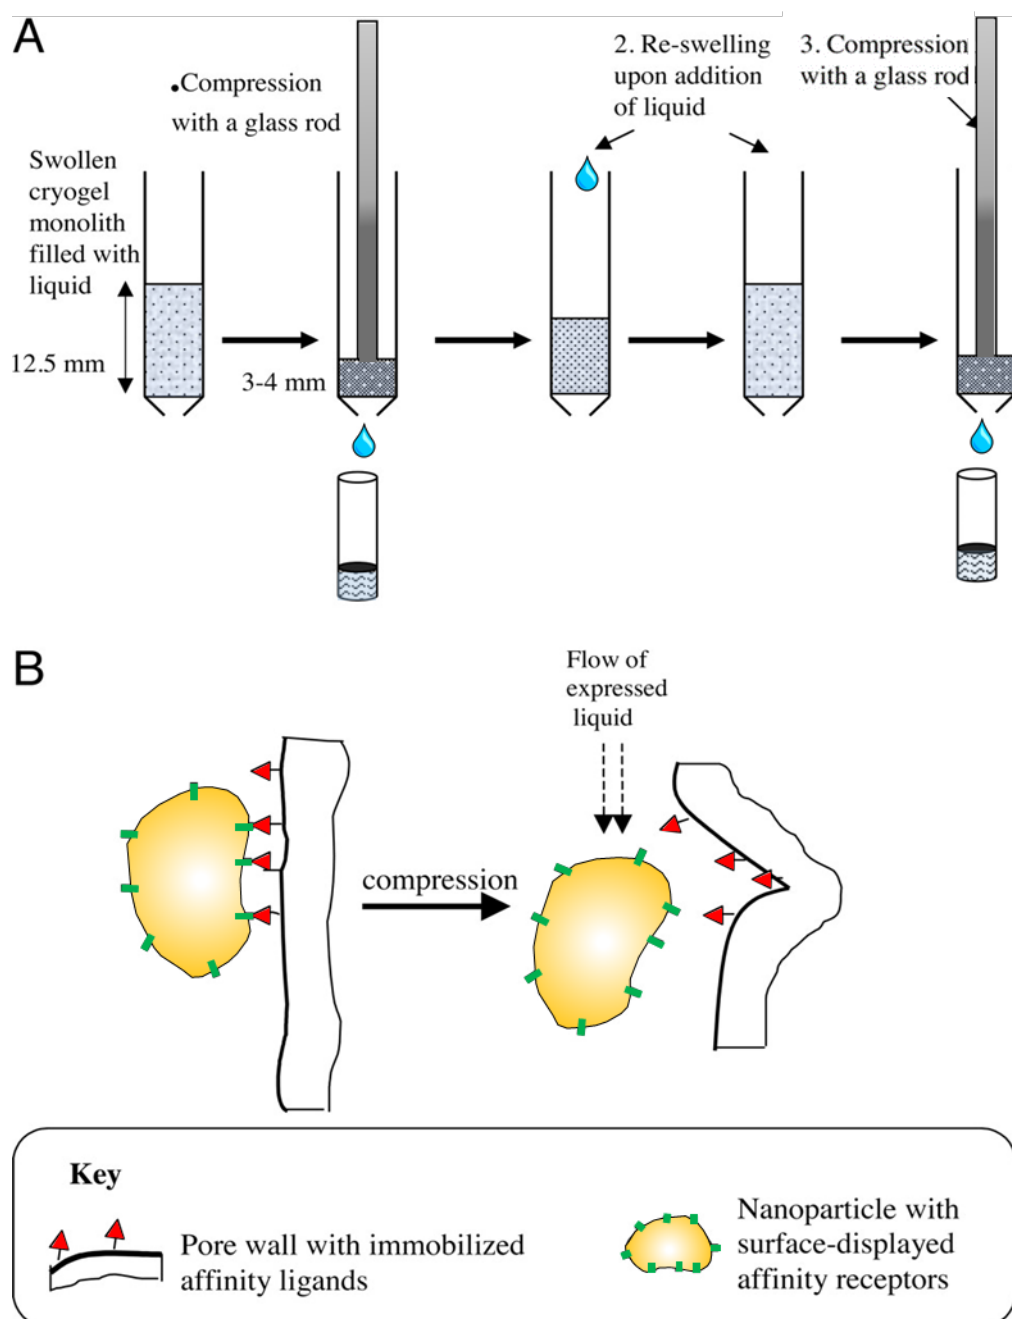 A
•Compression
with a glass rod
2. Re-swelling
upon addition
of liquid
3. Compression
with a glass rod
Swollen
cryogel
monolith
filled with
liquid
12.5 mm
3-4 mm
B
Flow of
expressed
liquid
compression
Key
Pore wall with immobilized
affinity ligands
Nanoparticle with
surface-displayed
affinity receptors